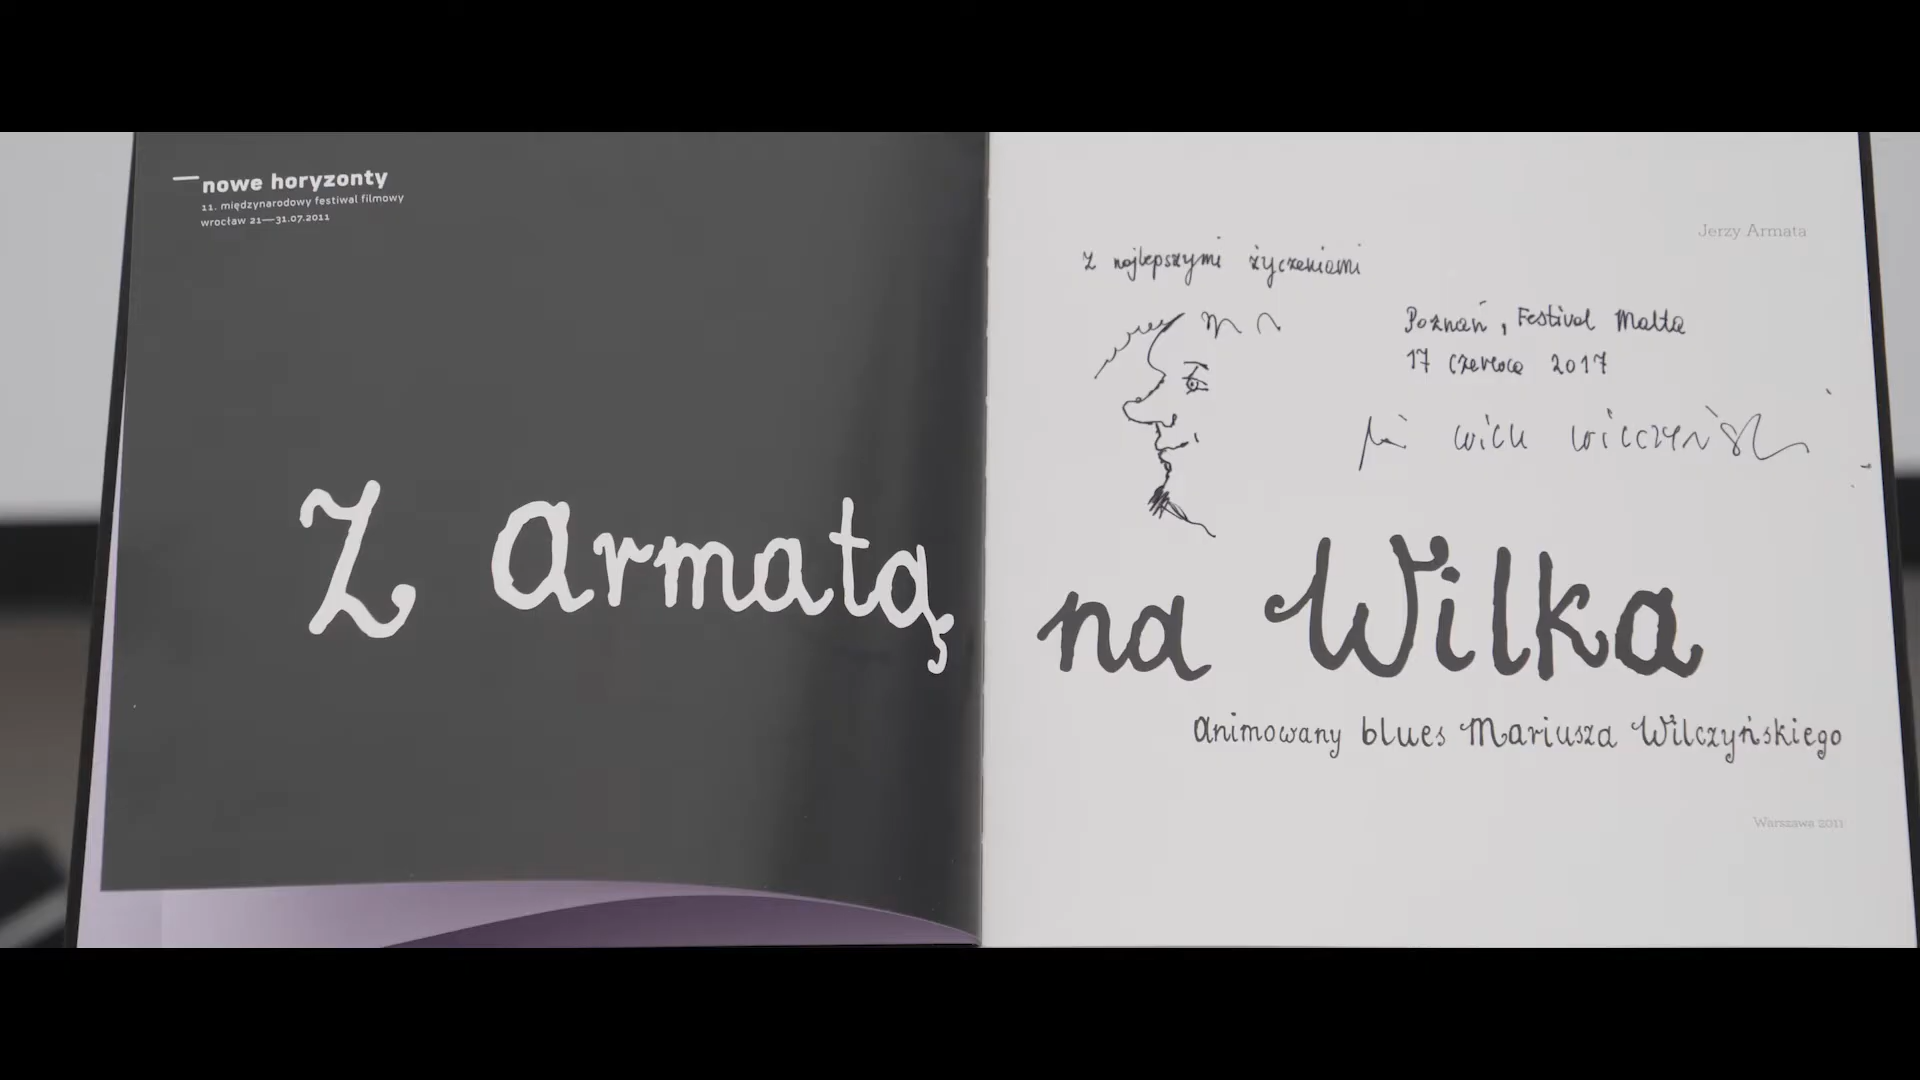 nowe horyzonty
11. międzynarodowy festiwal filmowy
wrocław 21—31.07.2011
Z Armatą
Jerzy Armata
z najlepszymi życzeniami
Poznań, Festival Malta
17 czerwca 2017
na Wilka
Animowany blues Mariusza Wilczyńskiego
Warszawa 2011